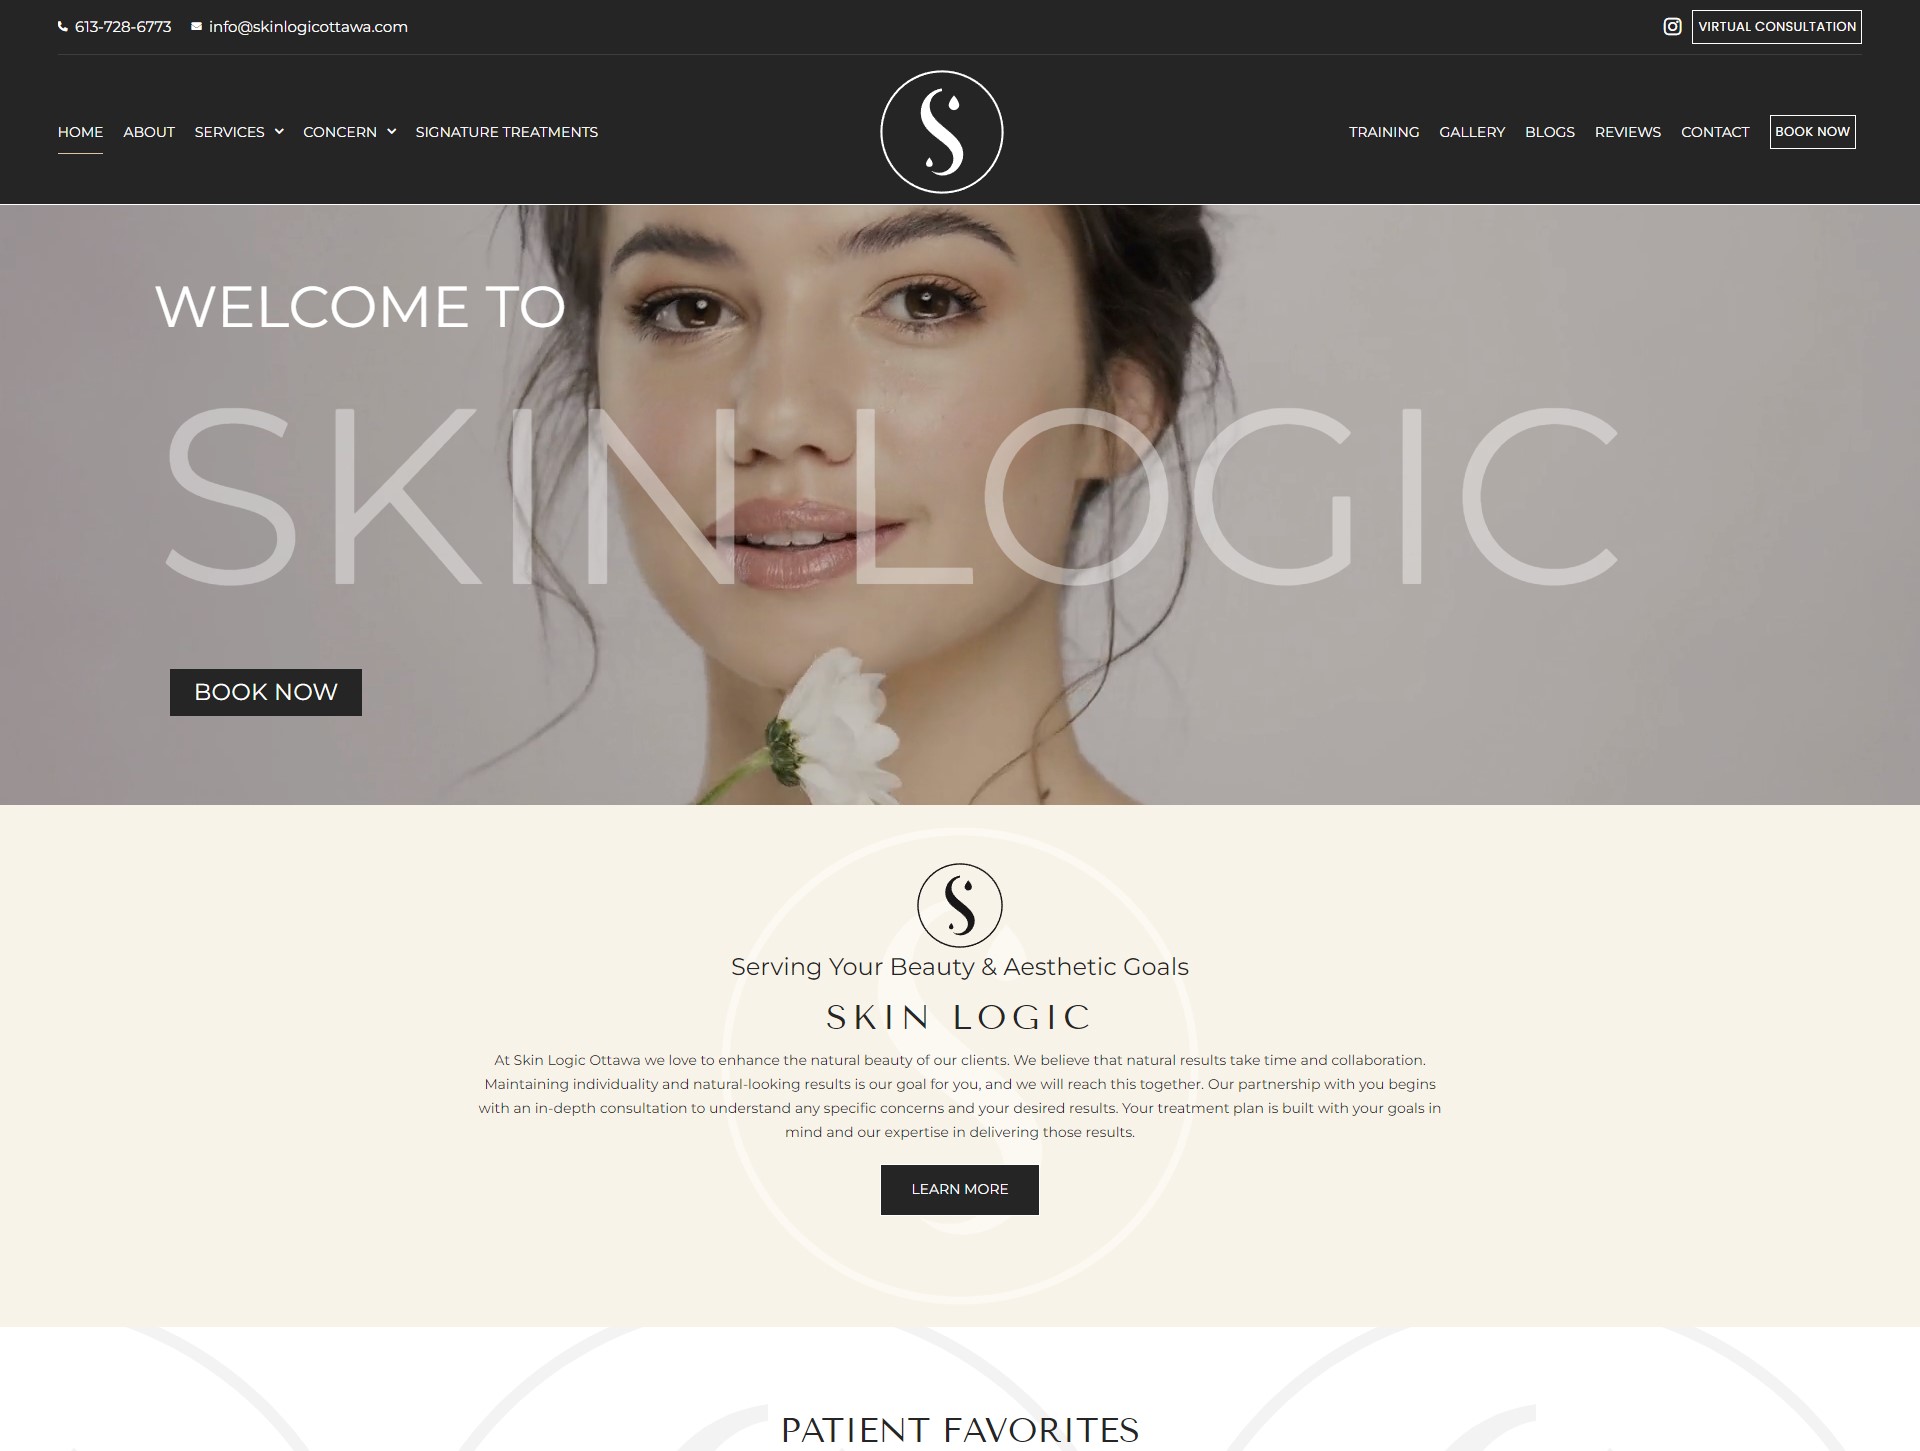 613-728-6773 info@skinlogicottawa.com VIRTUAL CONSULTATION
HOME ABOUT SERVICES CONCERN SIGNATURE TREATMENTS TRAINING GALLERY BLOGS REVIEWS CONTACT BOOK NOW
WELCOME TO
SKIN LOGIC
BOOK NOW
Serving Your Beauty & Aesthetic Goals
SKIN LOGIC
At Skin Logic Ottawa we love to enhance the natural beauty of our clients. We believe that natural results take time and collaboration.
Maintaining individuality and natural-looking results is our goal for you, and we will reach this together. Our partnership with you begins
with an in-depth consultation to understand any specific concerns and your desired results. Your treatment plan is built with your goals in
mind and our expertise in delivering those results.
LEARN MORE
PATIENT FAVORITES